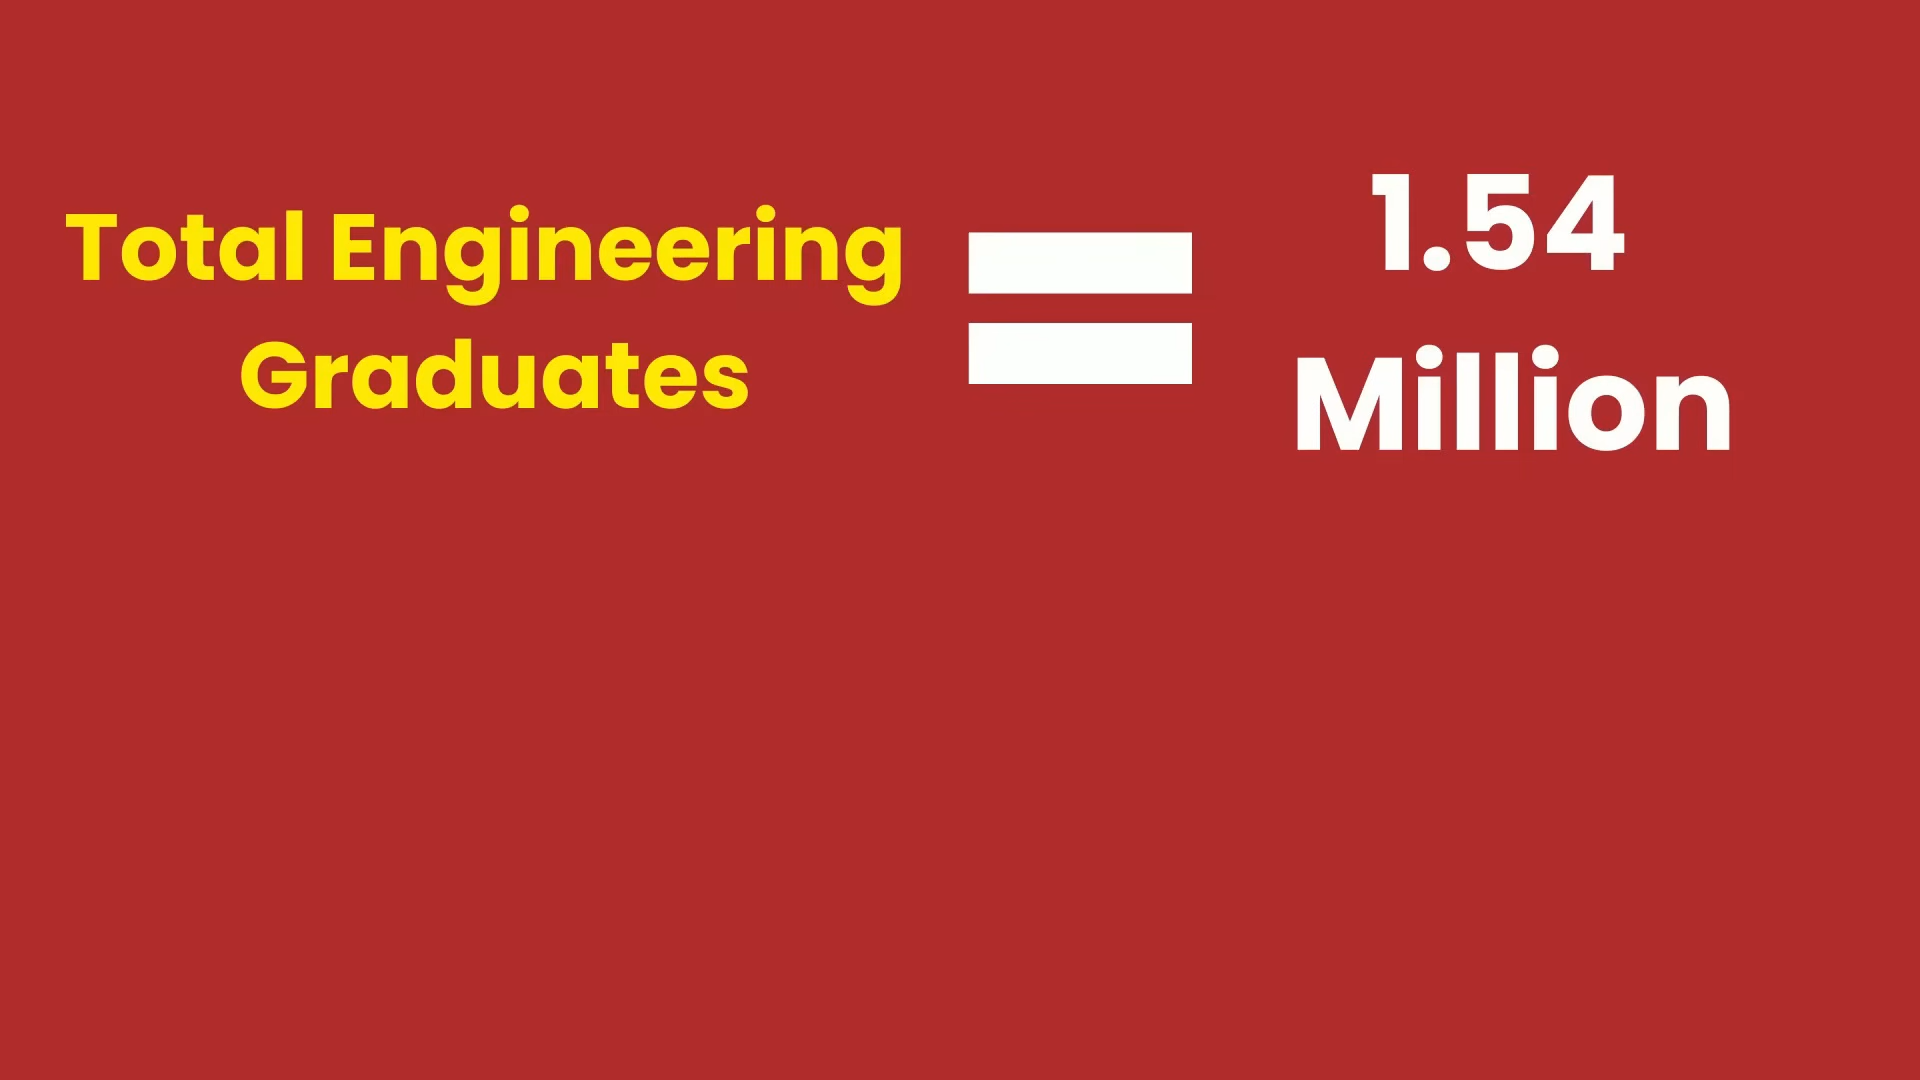 Total Engineering
Graduates
=
1.54
Million